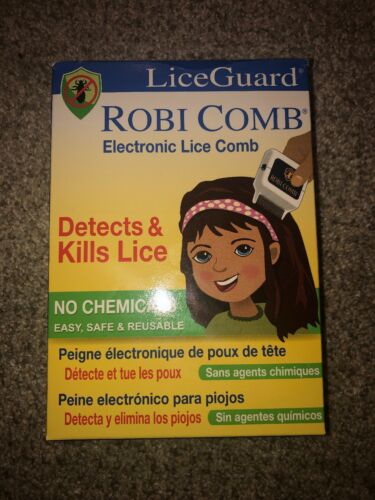 LiceGuard®
ROBI COMB®
Electronic Lice Comb
ROBICOMB
Detects &
Kills Lice
NO CHEMICALS
EASY, SAFE & REUSABLE
Peigne électronique de poux de tête
Détecte et tue les poux
Sans agents chimiques
Peine electrónico para piojos
Detecta y elimina los piojos
Sin agentes químicos